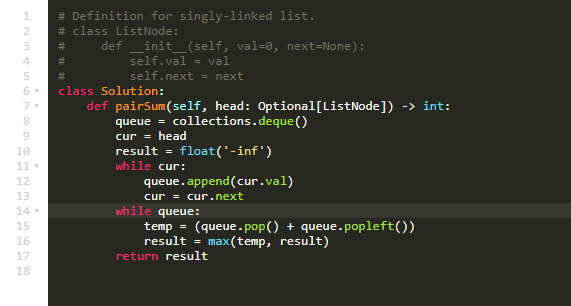 1 # Definition for singly-linked list.
2 # class ListNode:
3 #     def __init__(self, val=0, next=None):
4 #         self.val = val
5 #         self.next = next
6 class Solution:
7     def pairSum(self, head: Optional[ListNode]) -> int:
8         queue = collections.deque()
9         cur = head
10         result = float('-inf')
11         while cur:
12             queue.append(cur.val)
13             cur = cur.next
14         while queue:
15             temp = (queue.pop() + queue.popleft())
16             result = max(temp, result)
17         return result
18